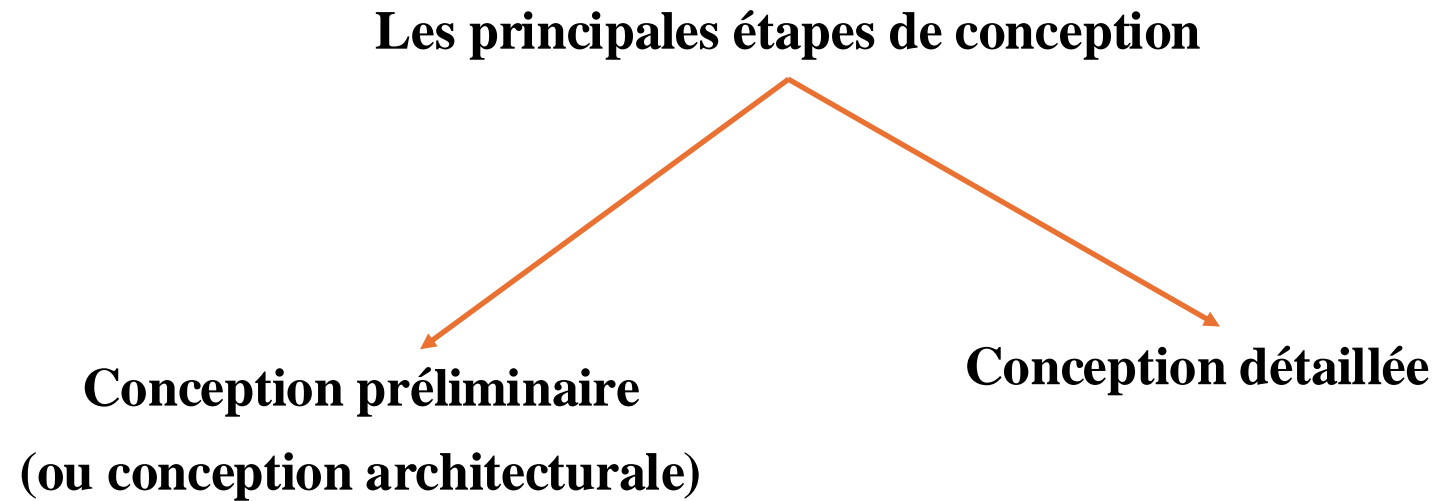 Les principales étapes de conception
Conception préliminaire
(ou conception architecturale)
Conception détaillée